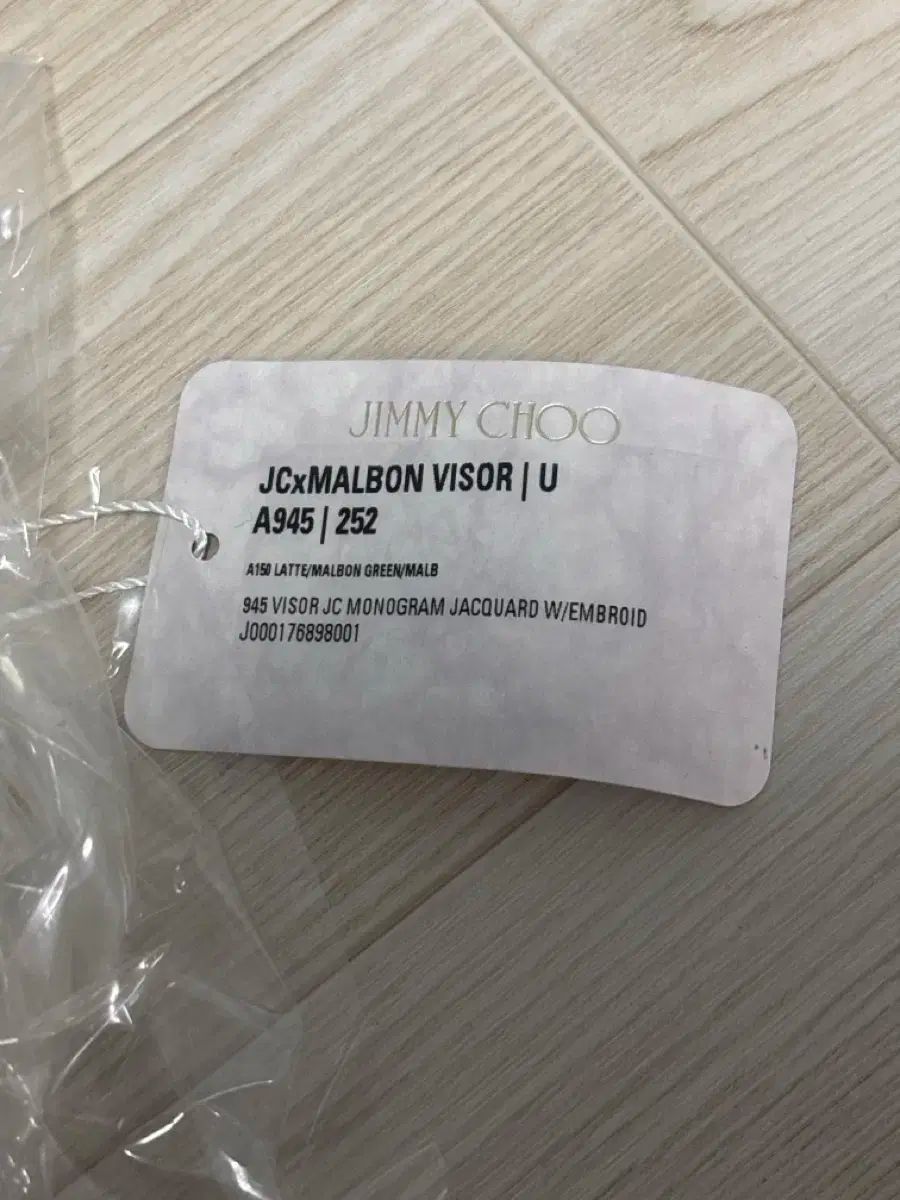 JIMMY CHOO
JCxMALBON VISOR | U
A945 | 252
A150 LATTE/MALBON GREEN/MALB
945 VISOR JC MONOGRAM JACQUARD W/EMBROID
J000176898001